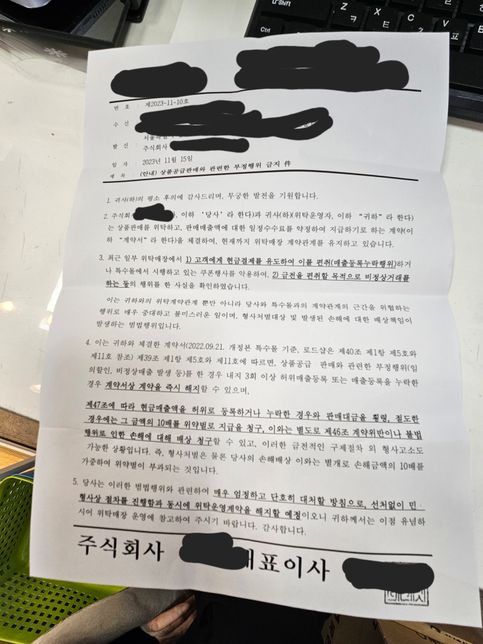 번 호 : 제2023-11-10호
수 신
발 신 : 주식회사
일 자 : 2023년 11월 15일
제 목 : (안내) 상품공급판매와 관련한 부정행위 금지 件
1. 귀사(하)의 평소 후의에 감사드리며, 무궁한 발전을 기원합니다.
2. 주식회 , 이하 "당사"라 한다)과 귀사(하)(위탁운영자, 이하 "귀하"라 한다)
는 상품판매를 위탁하고, 판매매출액에 대한 일정수수료를 약정하여 지급하기로 하는 계약(이
하 "계약서"라 한다)을 체결하여, 현재까지 위탁매장 계약관계를 유지하고 있습니다.
3. 최근 일부 위탁매장에서 1) 고객에게 현금결제를 유도하여 이를 편취(매출등록누락행위)하거
나 특수몰에서 시행하고 있는 쿠폰행사를 악용하여, 2) 금전을 편취할 목적으로 비정상거래를
하는 등의 행위를 한 사실을 확인하였습니다.
이는 귀하와의 위탁계약관계 뿐만 아니라 당사와 특수몰과의 계약관계의 근간을 위협하는
행위로 매우 중대하고 불미스러운 일이며, 형사처벌대상 및 발생된 손해에 대한 배상책임이
발생하는 범법행위입니다.
4. 이는 귀하와 체결한 계약서(2022.09.21. 개정본 특수몰 기준, 로드샵은 제40조 제1항 제5호와
제11호 참조) 제39조 제1항 제5호와 제11호에 따르면, 상품공급 판매와 관련한 부정행위(임
의할인, 비정상매출 발생 등)를 한 경우 내지 3회 이상 허위매출등록 또는 매출등록을 누락한
경우 계약서상 계약을 즉시 해지할 수 있으며,
제47조에 따라 현금매출액을 허위로 등록하거나 누락한 경우와 판매대금을 횡령, 절도한
경우에는 그 금액의 10배를 위약벌로 지급을 청구, 이와는 별도로 제46조 계약위반이나 불법
행위로 인한 손해에 대해 배상 청구할 수 있고, 이러한 금전적인 구제절차 외 형사고소도
가능한 상황입니다. 즉, 형사처벌은 물론 당사의 손해배상 이와는 별개로 손해금액의 10배를
가중하여 위약벌이 부과되는 것입니다.
5. 당사는 이러한 범법행위와 관련하여 매우 엄정하고 단호히 대처할 방침으로, 선처없이 민·
형사상 절차를 진행함과 동시에 위탁운영계약을 해지할 예정이오니 귀하께서는 이점 유념하
시어 위탁매장 운영에 참고하여 주시기 바랍니다. 감사합니다.
주식회사 대표이사
Shift
Ctrl
Z
X
C